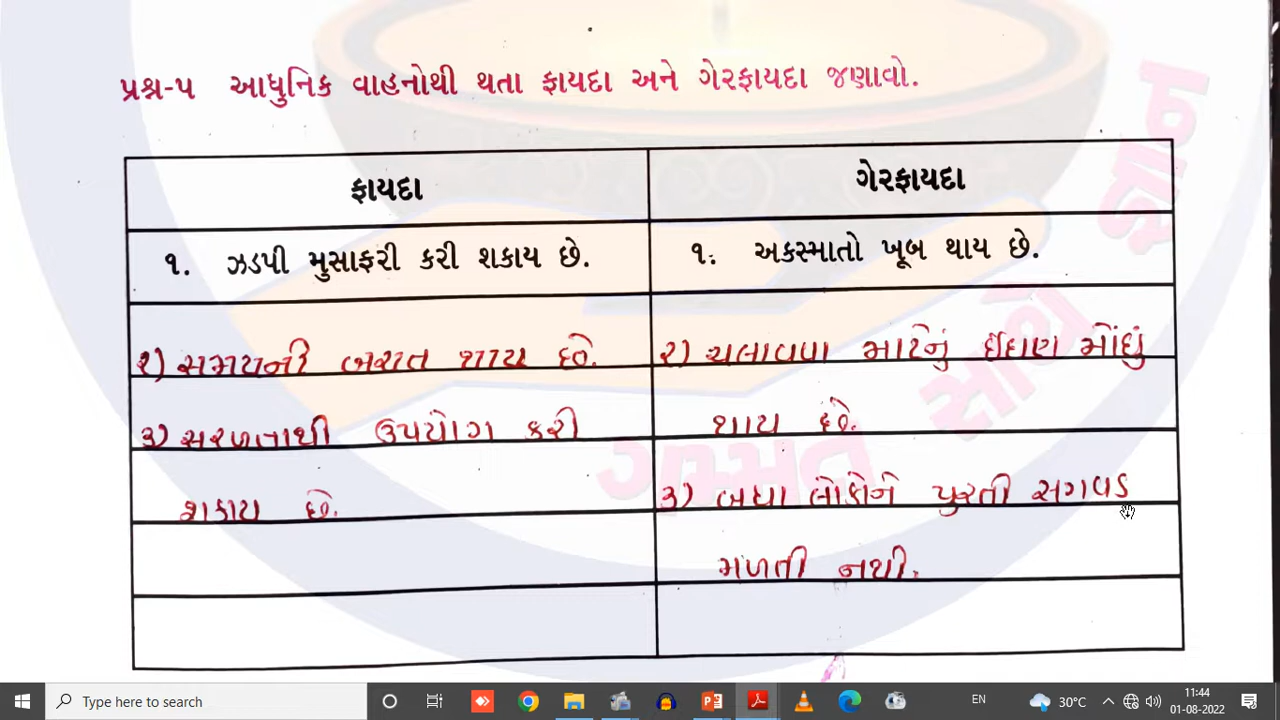 પ્રશ્ન-૫ આધુનિક વાહનોથી થતા ફાયદા અને ગેરફાયદા જણાવો.
ફાયદા
ગેરફાયદા
૧. ઝડપી મુસાફરી કરી શકાય છે.
૧. અકસ્માતો ખૂબ થાય છે.
૨) સમયની બચત થાય છે.
૨) ચલાવવા માટેનું ઈંધણ મોંઘું
૩) સરળતાથી ઉપયોગ કરી
થાય છે.
શકાય છે.
૩) બધા લોકોને પુરતી સગવડ
મળતી નથી.
જ્ઞાન
સાથે
ગમ્મત
Type here to search
EN
30°C
11:44
01-08-2022